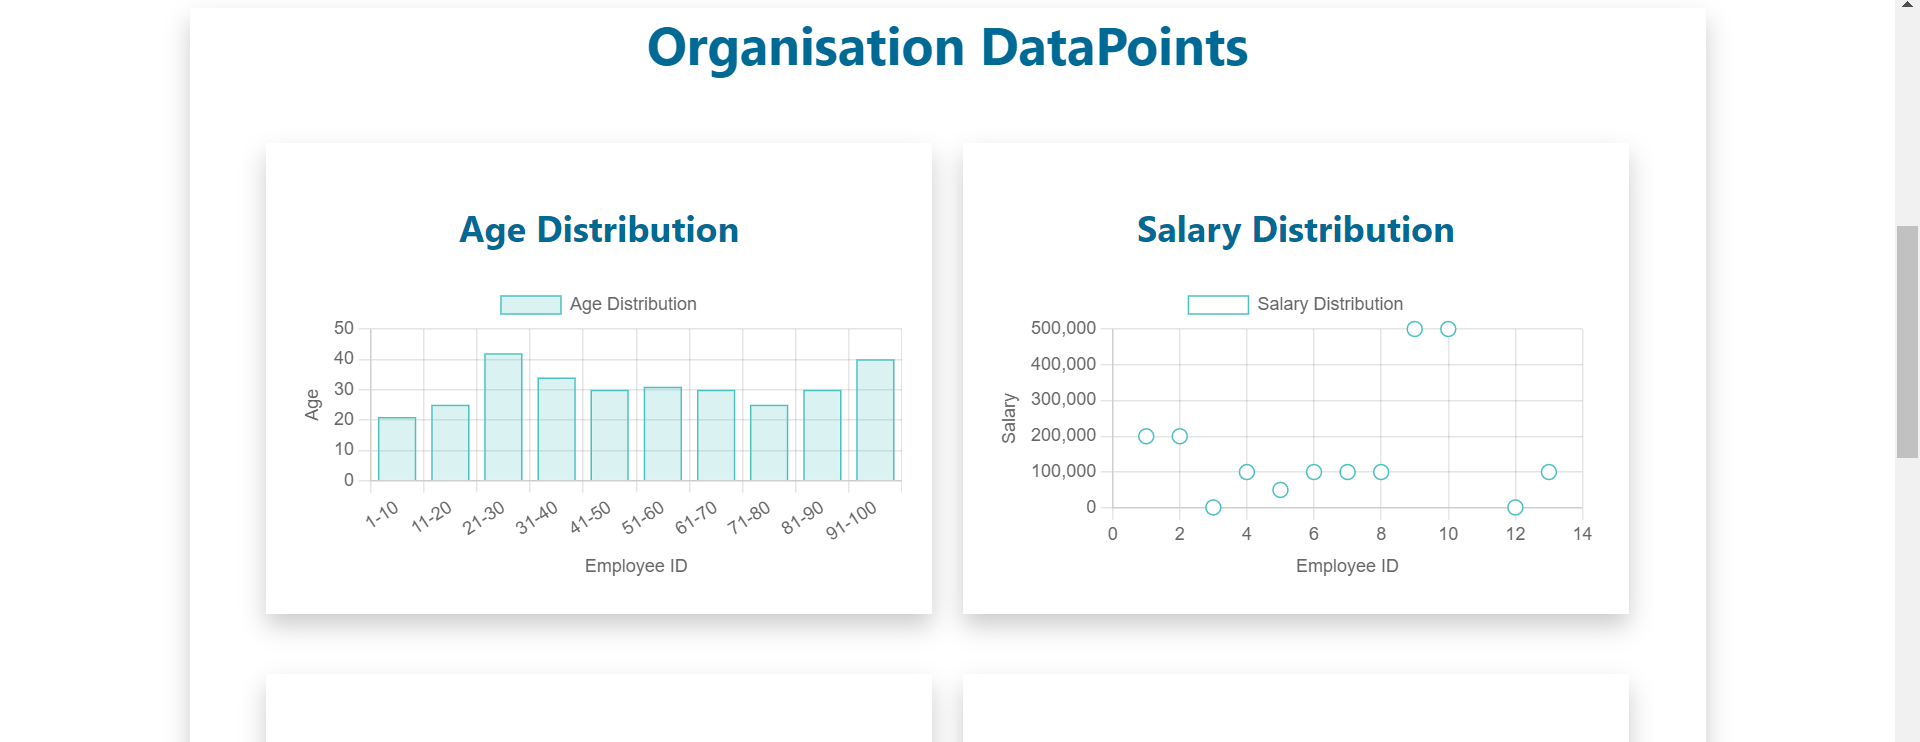 Organisation DataPoints
Age Distribution
Age Distribution
50
40
30
20
10
0
Age
1-10
11-20
21-30
31-40
41-50
51-60
61-70
71-80
81-90
91-100
Employee ID
Salary Distribution
Salary Distribution
500,000
400,000
300,000
200,000
100,000
0
Salary
0 2 4 6 8 10 12 14
Employee ID